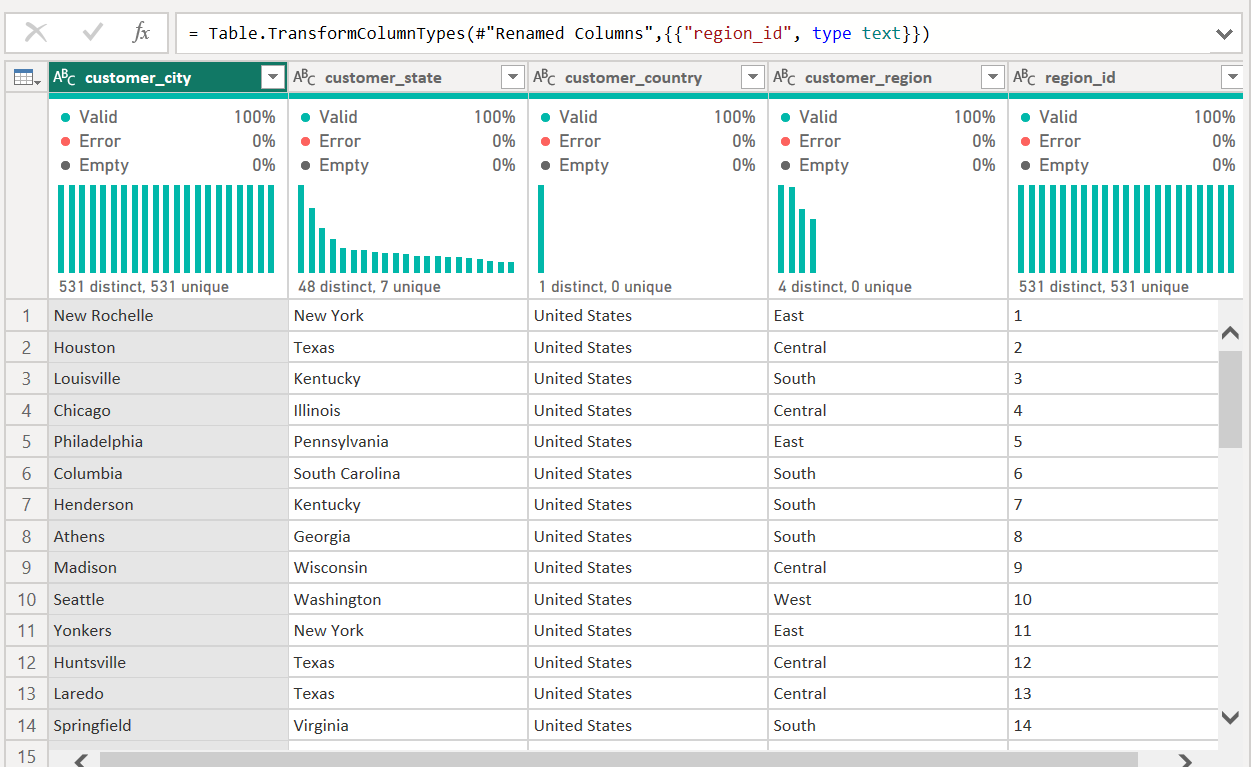 fx = Table.TransformColumnTypes(#"Renamed Columns",{{"region_id", type text}})
ABC customer_city ABC customer_state ABC customer_country ABC customer_region ABC region_id
Valid 100% Valid 100% Valid 100% Valid 100% Valid 100%
Error 0% Error 0% Error 0% Error 0% Error 0%
Empty 0% Empty 0% Empty 0% Empty 0% Empty 0%
531 distinct, 531 unique 48 distinct, 7 unique 1 distinct, 0 unique 4 distinct, 0 unique 531 distinct, 531 unique
1 New Rochelle New York United States East 1
2 Houston Texas United States Central 2
3 Louisville Kentucky United States South 3
4 Chicago Illinois United States Central 4
5 Philadelphia Pennsylvania United States East 5
6 Columbia South Carolina United States South 6
7 Henderson Kentucky United States South 7
8 Athens Georgia United States South 8
9 Madison Wisconsin United States Central 9
10 Seattle Washington United States West 10
11 Yonkers New York United States East 11
12 Huntsville Texas United States Central 12
13 Laredo Texas United States Central 13
14 Springfield Virginia United States South 14
15